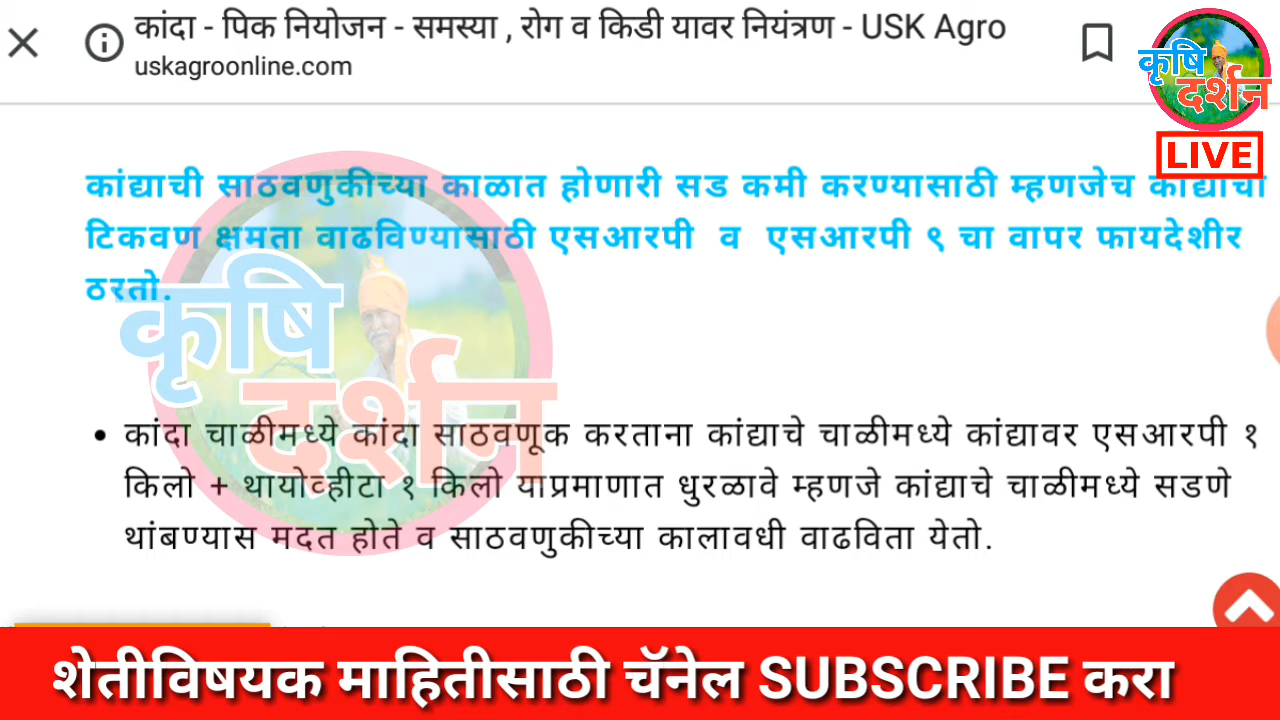 कांदा - पिक नियोजन - समस्या , रोग व किडी यावर नियंत्रण - USK Agro
uskagroonline.com
कृषि
दर्शन
LIVE
कांद्याची साठवणुकीच्या काळात होणारी सड कमी करण्यासाठी म्हणजेच कांद्याची
टिकवण क्षमता वाढविण्यासाठी एसआरपी व एसआरपी ९ चा वापर फायदेशीर
ठरतो.
कृषि
दर्शन
• कांदा चाळीमध्ये कांदा साठवणूक करताना कांद्याचे चाळीमध्ये कांद्यावर एसआरपी १
किलो + थायोव्हीटा १ किलो याप्रमाणात धुरळावे म्हणजे कांद्याचे चाळीमध्ये सडणे
थांबण्यास मदत होते व साठवणुकीच्या कालावधी वाढविता येतो.
शेतीविषयक माहितीसाठी चॅनेल SUBSCRIBE करा